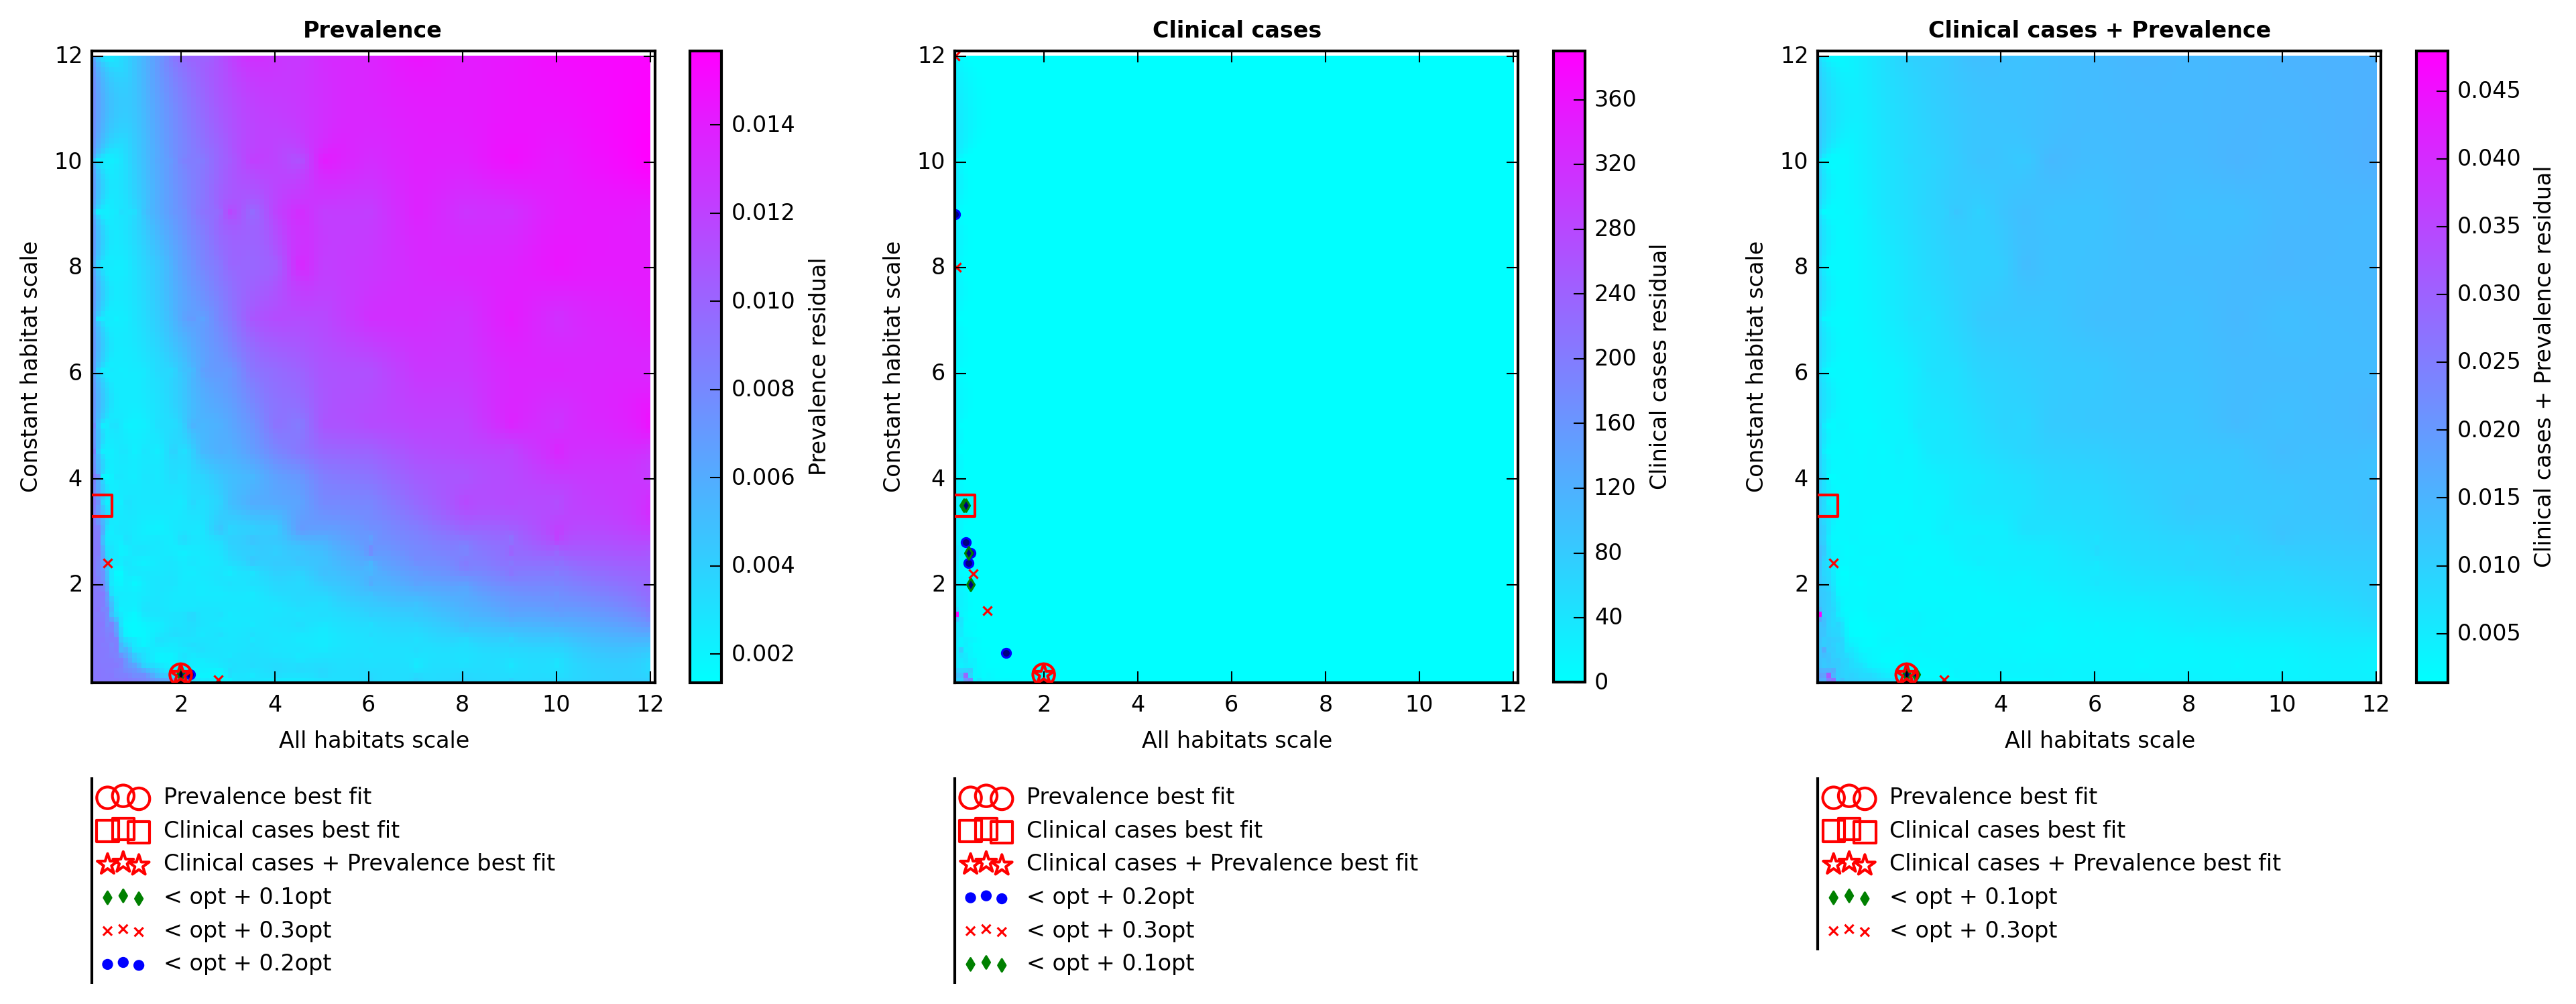 Prevalence
12
10
8
6
4
2
2 4 6 8 10 12
Constant habitat scale
All habitats scale
0.014
0.012
0.010
0.008
0.006
0.004
0.002
Prevalence residual
Prevalence best fit
Clinical cases best fit
Clinical cases + Prevalence best fit
< opt + 0.1opt
< opt + 0.3opt
< opt + 0.2opt
Clinical cases
12
10
8
6
4
2
2 4 6 8 10 12
Constant habitat scale
All habitats scale
360
320
280
240
200
160
120
80
40
0
Clinical cases residual
Prevalence best fit
Clinical cases best fit
Clinical cases + Prevalence best fit
< opt + 0.2opt
< opt + 0.3opt
< opt + 0.1opt
Clinical cases + Prevalence
12
10
8
6
4
2
2 4 6 8 10 12
Constant habitat scale
All habitats scale
0.045
0.040
0.035
0.030
0.025
0.020
0.015
0.010
0.005
Clinical cases + Prevalence residual
Prevalence best fit
Clinical cases best fit
Clinical cases + Prevalence best fit
< opt + 0.1opt
< opt + 0.3opt